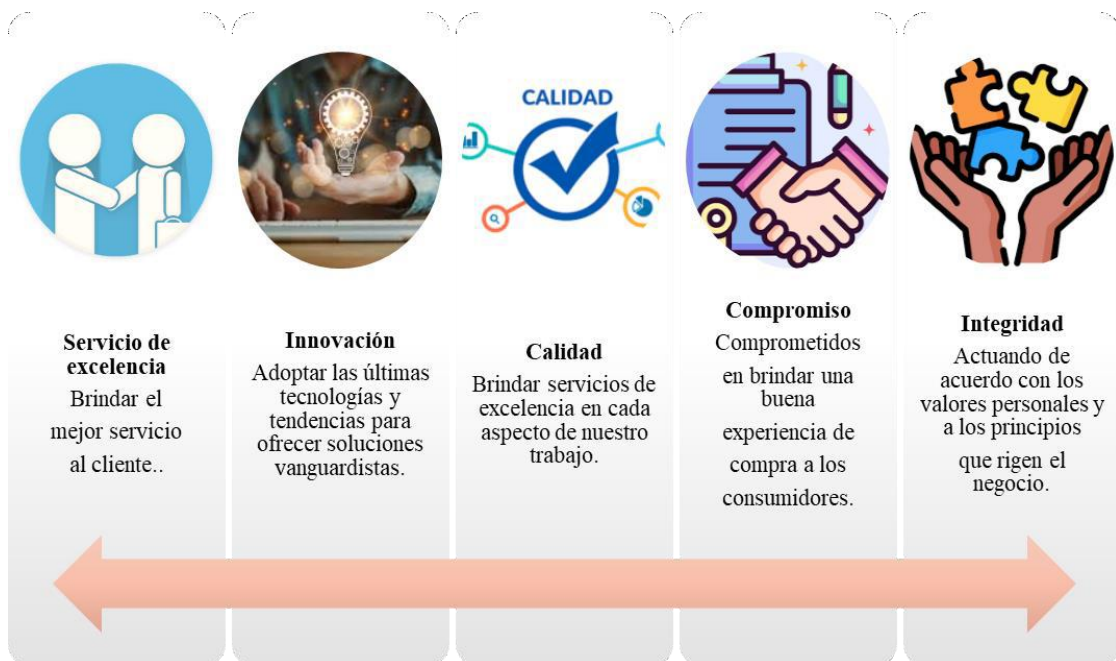 Servicio de
excelencia
Brindar el
mejor servicio
al cliente..
Innovación
Adoptar las últimas
tecnologías y
tendencias para
ofrecer soluciones
vanguardistas.
CALIDAD
Calidad
Brindar servicios de
excelencia en cada
aspecto de nuestro
trabajo.
Compromiso
Comprometidos
en brindar una
buena
experiencia de
compra a los
consumidores.
Integridad
Actuando de
acuerdo con los
valores personales y
a los principios
que rigen el
negocio.